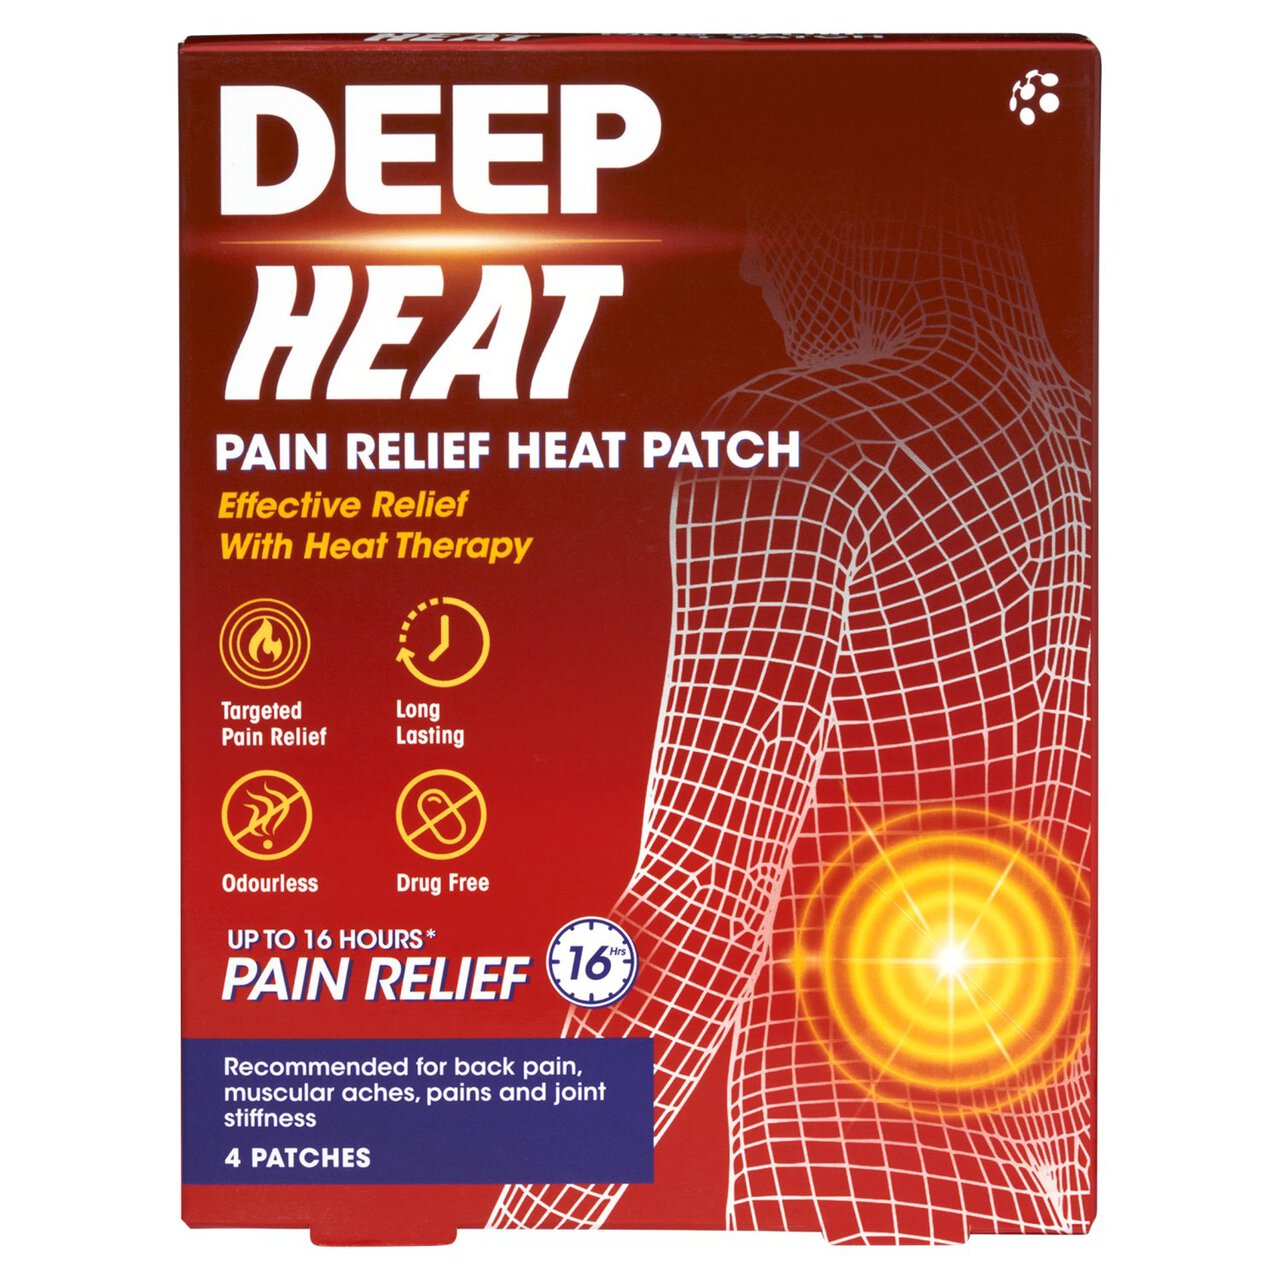 DEEP
HEAT
PAIN RELIEF HEAT PATCH
Effective Relief
With Heat Therapy
Targeted
Pain Relief
Long
Lasting
Odourless
Drug Free
UP TO 16 HOURS*
PAIN RELIEF
16 Hrs
Recommended for back pain,
muscular aches, pains and joint
stiffness
4 PATCHES